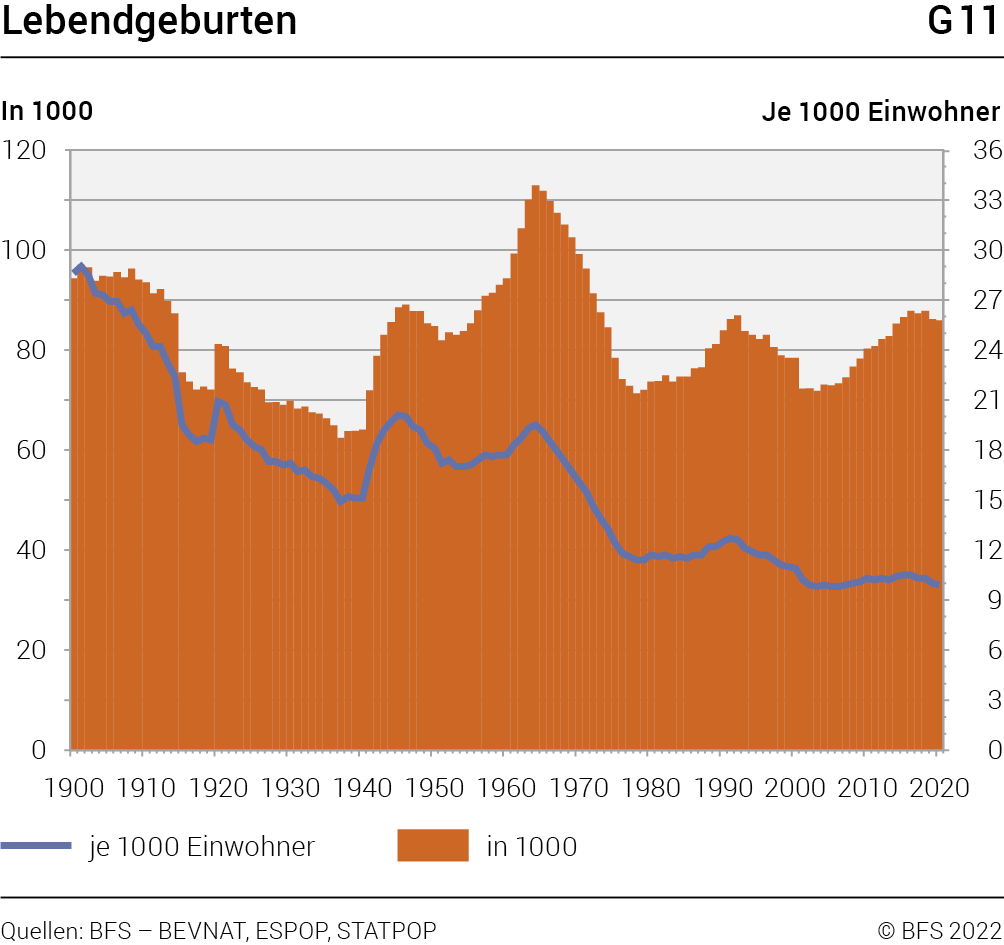 Lebendgeburten G 11
In 1000 Je 1000 Einwohner
120 36
33
100 30
27
80 24
21
60 18
15
40 12
9
20 6
3
0 0
1900 1910 1920 1930 1940 1950 1960 1970 1980 1990 2000 2010 2020
je 1000 Einwohner in 1000
Quellen: BFS – BEVNAT, ESPOP, STATPOP © BFS 2022